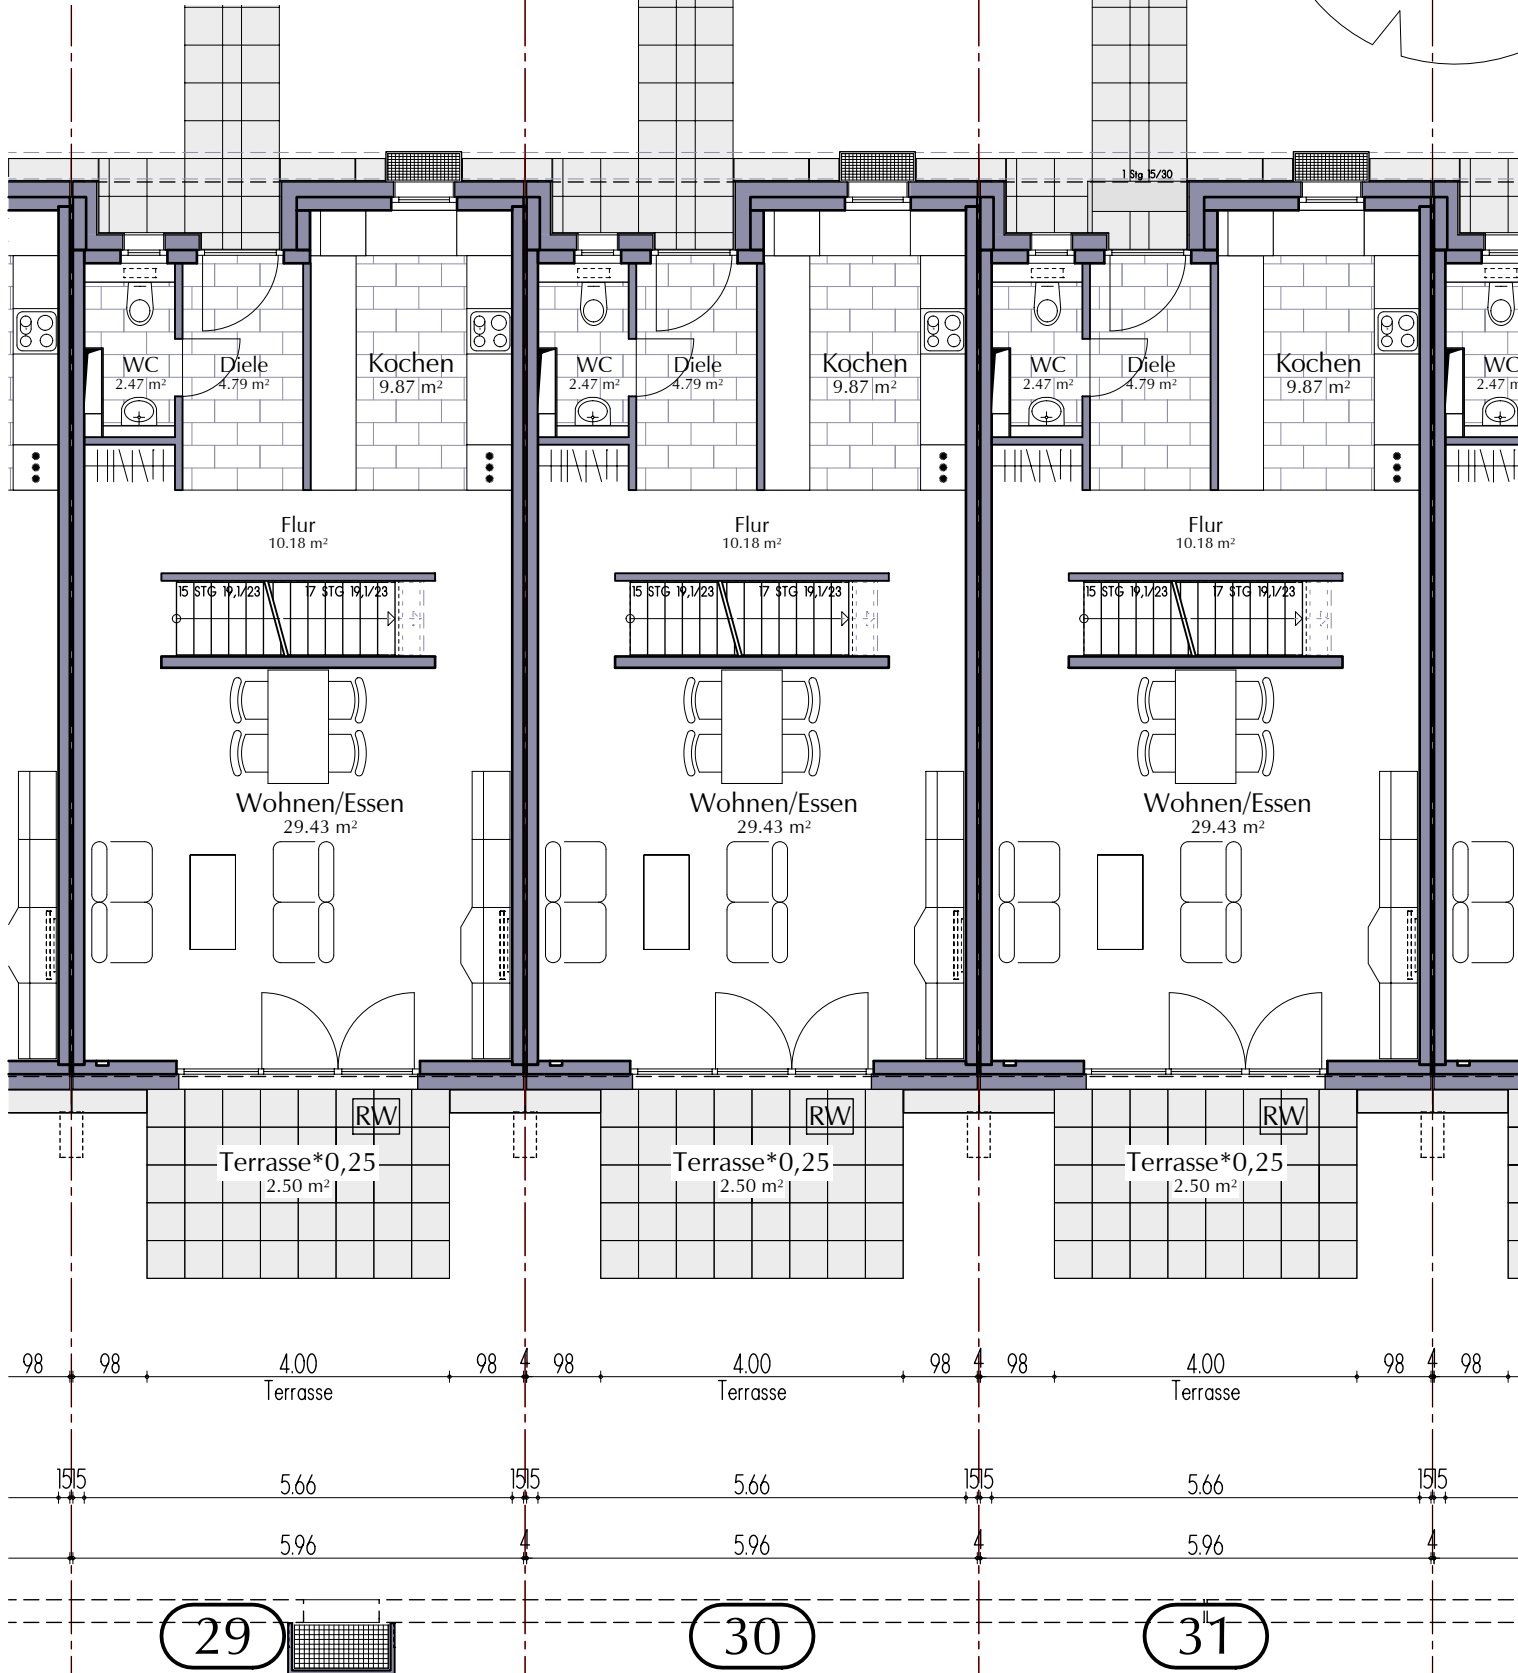 1 Stg 15/30
WC
2.47 m²
Diele
4.79 m²
Kochen
9.87 m²
WC
2.47 m²
Diele
4.79 m²
Kochen
9.87 m²
WC
2.47 m²
Diele
4.79 m²
Kochen
9.87 m²
WC
2.47 m
Flur
10.18 m²
Flur
10.18 m²
Flur
10.18 m²
15 STG 19,1/23 17 STG 19,1/23
15 STG 19,1/23 17 STG 19,1/23
15 STG 19,1/23 17 STG 19,1/23
Wohnen/Essen
29.43 m²
Wohnen/Essen
29.43 m²
Wohnen/Essen
29.43 m²
RW
RW
RW
Terrasse*0,25
2.50 m²
Terrasse*0,25
2.50 m²
Terrasse*0,25
2.50 m²
98 98 4.00 98 4 98 4.00 98 4 98 4.00 98 4 98
Terrasse Terrasse Terrasse
15 15 5.66 15 15 5.66 15 15 5.66 15 15
5.96 4 5.96 4 5.96 4
29 30 31